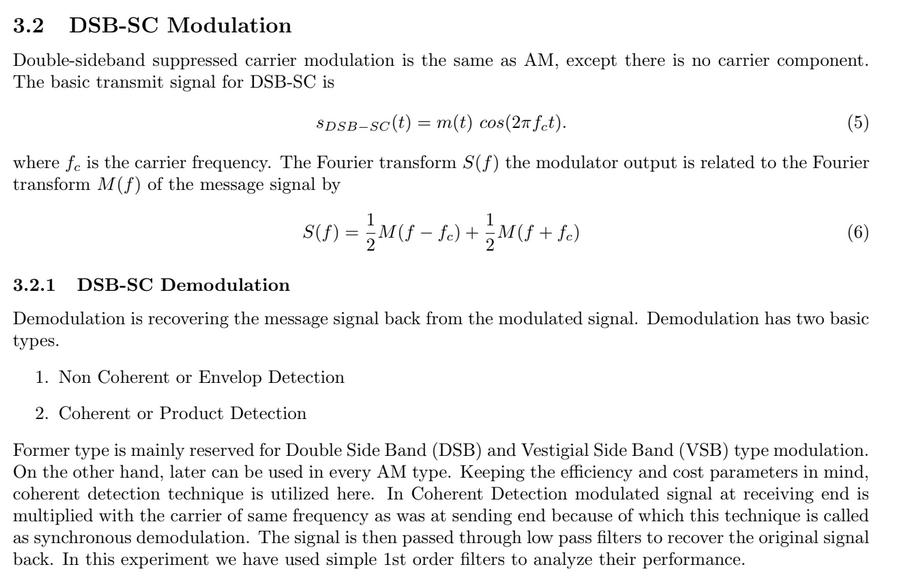 3.2 DSB-SC Modulation
Double-sideband suppressed carrier modulation is the same as AM, except there is no carrier component.
The basic transmit signal for DSB-SC is
s_{DSB−SC}(t) = m(t) cos(2πf_ct). (5)
where f_c is the carrier frequency. The Fourier transform S(f) the modulator output is related to the Fourier
transform M(f) of the message signal by
S(f) = \frac{1}{2}M(f − f_c) + \frac{1}{2}M(f + f_c) (6)
3.2.1 DSB-SC Demodulation
Demodulation is recovering the message signal back from the modulated signal. Demodulation has two basic
types.
1. Non Coherent or Envelop Detection
2. Coherent or Product Detection
Former type is mainly reserved for Double Side Band (DSB) and Vestigial Side Band (VSB) type modulation.
On the other hand, later can be used in every AM type. Keeping the efficiency and cost parameters in mind,
coherent detection technique is utilized here. In Coherent Detection modulated signal at receiving end is
multiplied with the carrier of same frequency as was at sending end because of which this technique is called
as synchronous demodulation. The signal is then passed through low pass filters to recover the original signal
back. In this experiment we have used simple 1st order filters to analyze their performance.